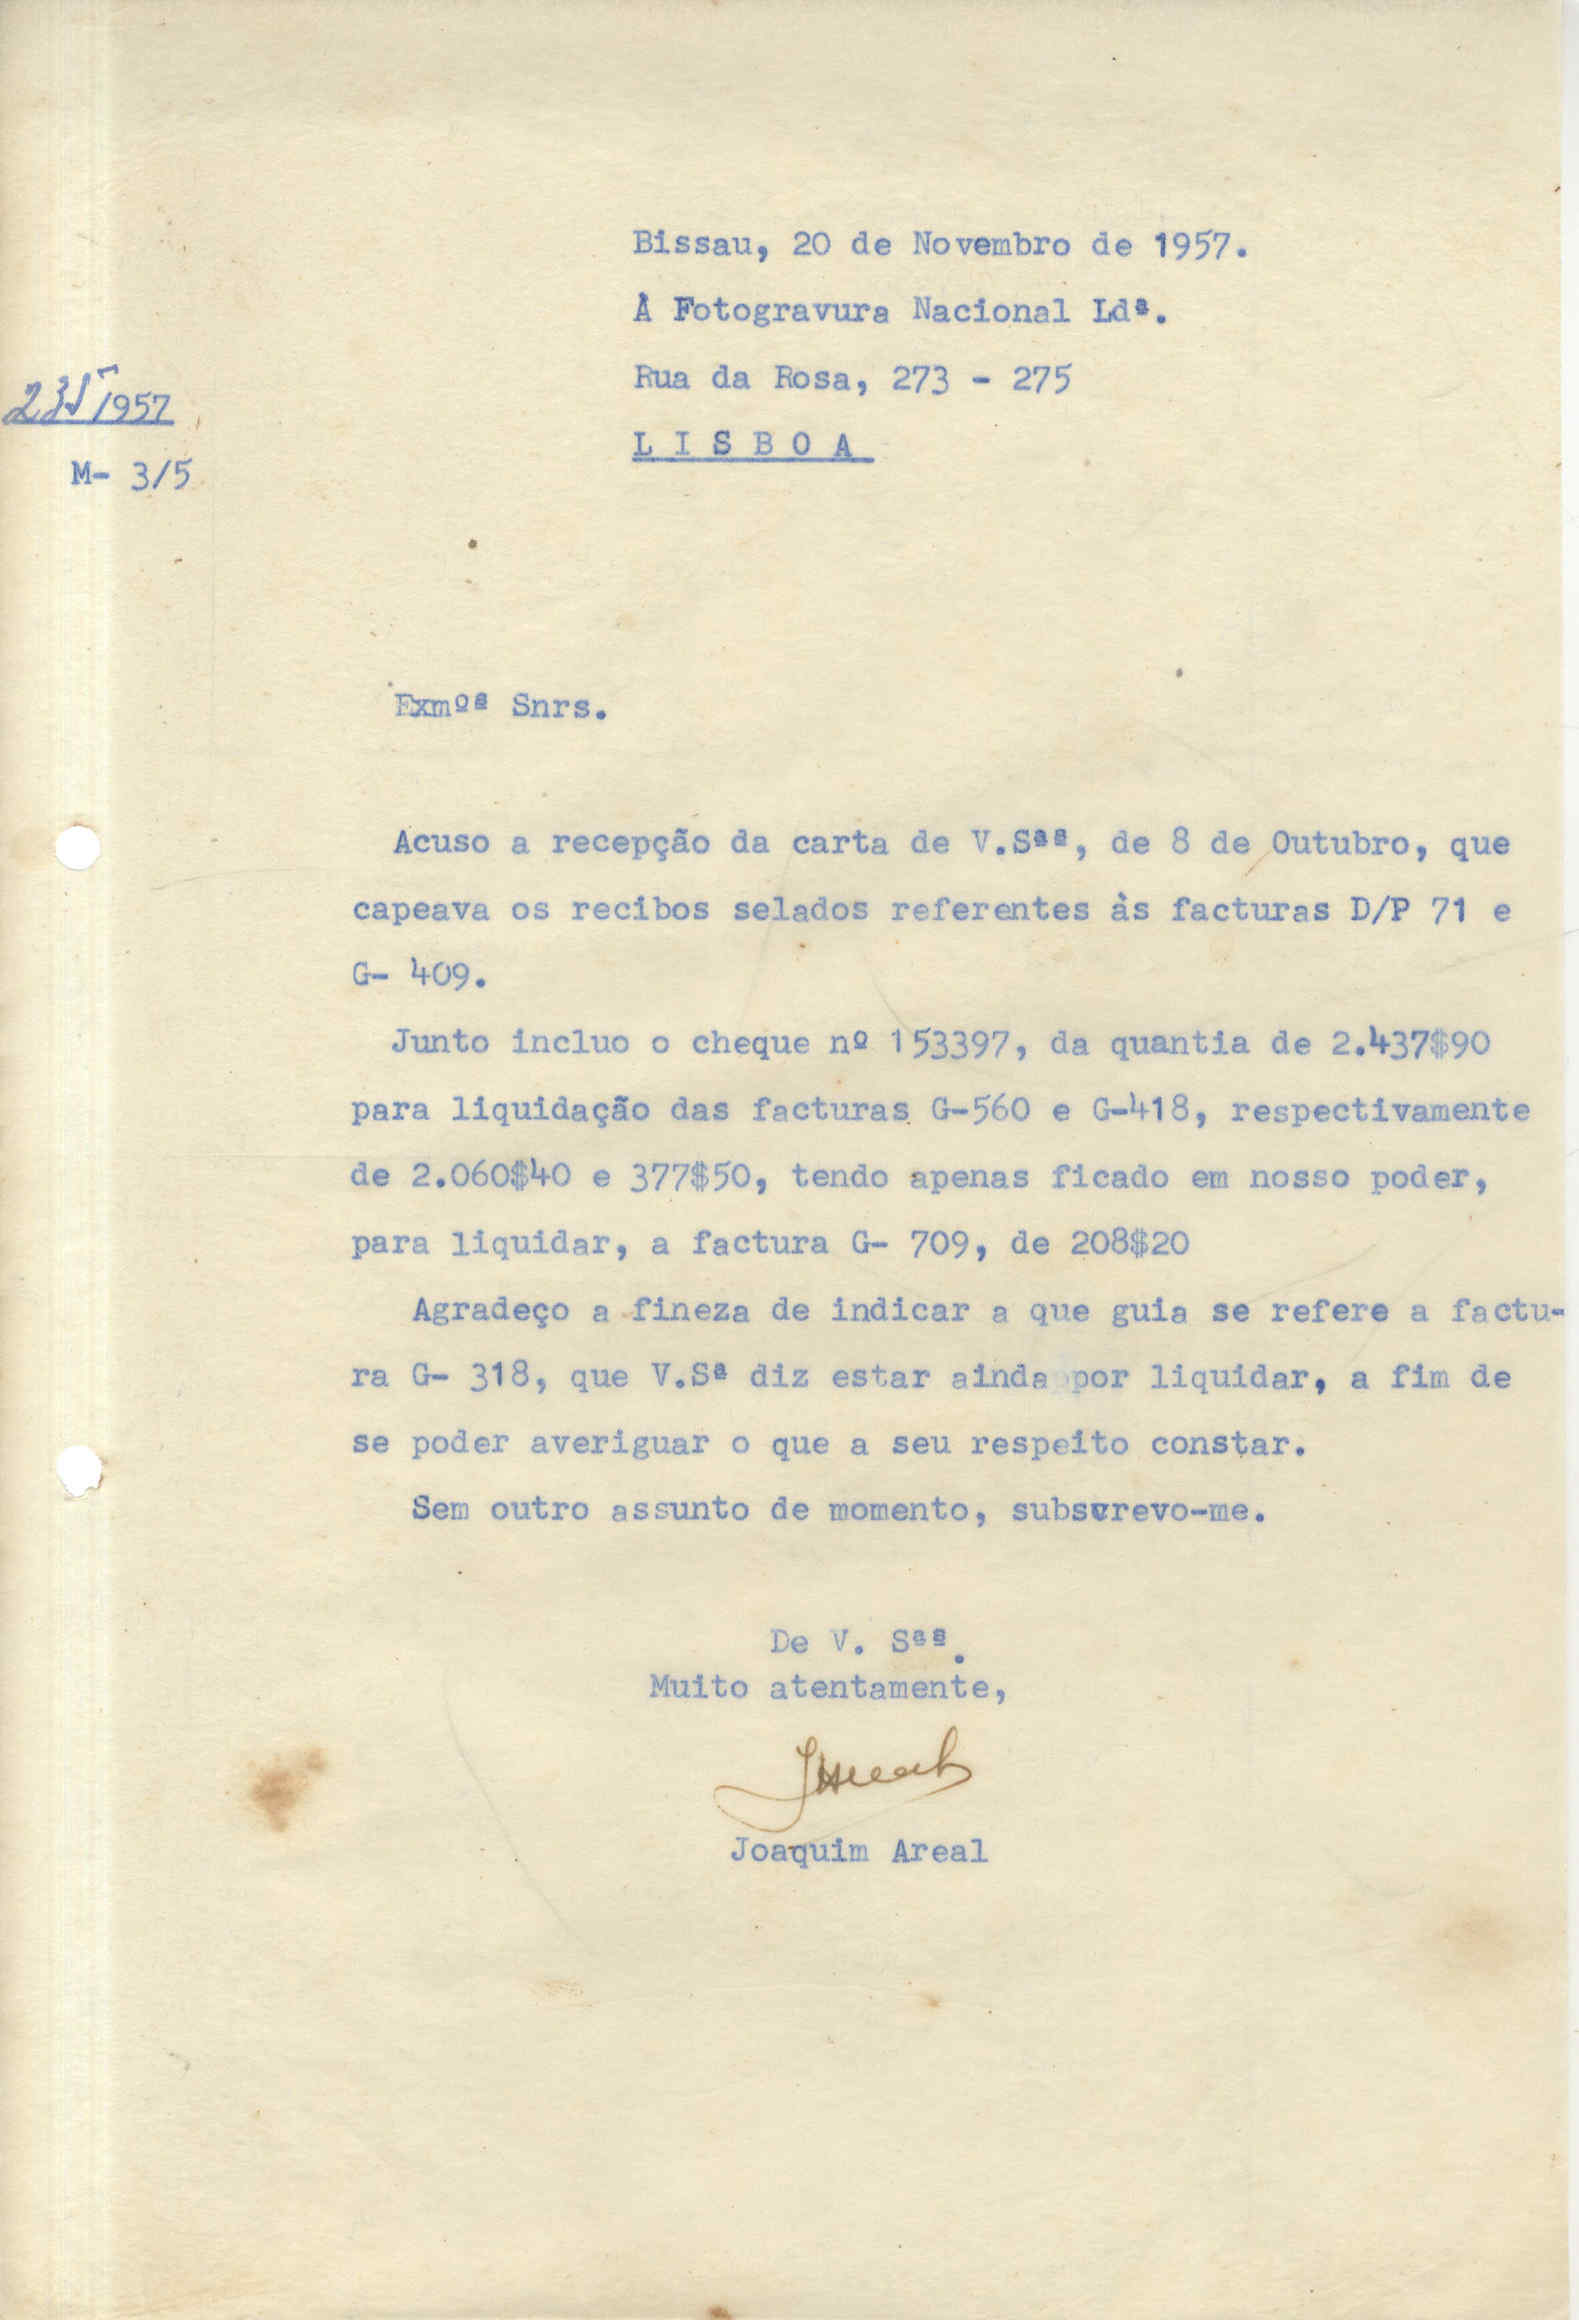 Bissau, 20 de Novembro de 1957.
À Fotogravura Nacional Ldª.
Rua da Rosa, 273 - 275
235/1957
L I S B O A
M- 3/5
Exmºˢ Snrs.
Acuso a recepção da carta de V.Sªˢ, de 8 de Outubro, que
capeava os recibos selados referentes às facturas D/P 71 e
G- 409.
Junto incluo o cheque nº 153397, da quantia de 2.437$90
para liquidação das facturas G-560 e G-418, respectivamente
de 2.060$40 e 377$50, tendo apenas ficado em nosso poder,
para liquidar, a factura G- 709, de 208$20
Agradeço a fineza de indicar a que guia se refere a factu-
ra G- 318, que V.Sª diz estar ainda por liquidar, a fim de
se poder averiguar o que a seu respeito constar.
Sem outro assunto de momento, subscrevo-me.
De V. Sªˢ.
Muito atentamente,
JAreal
Joaquim Areal